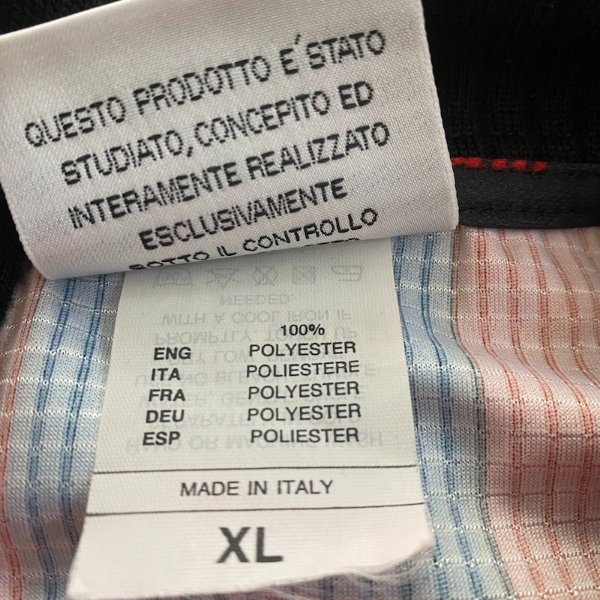 QUESTO PRODOTTO E' STATO
STUDIATO, CONCEPITO ED
INTERAMENTE REALIZZATO
ESCLUSIVAMENTE
SOTTO IL CONTROLLO
100%
ENG POLYESTER
ITA POLIESTERE
FRA POLYESTER
DEU POLYESTER
ESP POLIESTER
MADE IN ITALY
XL